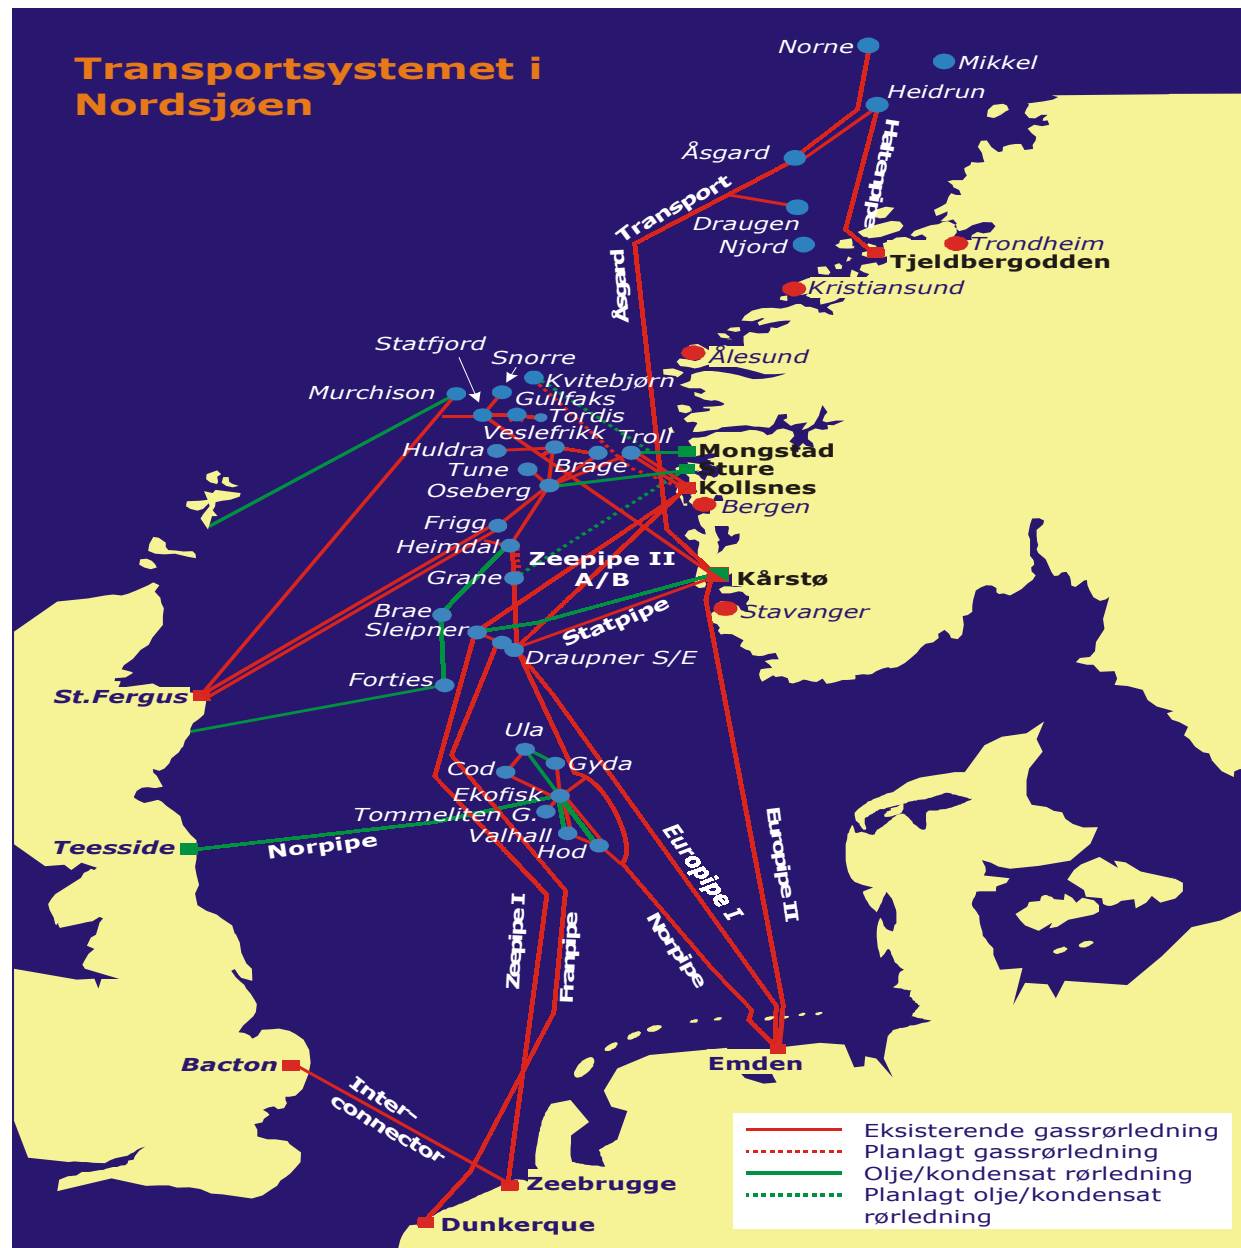 Transportsystemet i
Nordsjøen
Norne
Mikkel
Heidrun
Haltenpipe
Åsgard
Transport
Draugen
Njord
Trondheim
Tjeldbergodden
Åsgard
Kristiansund
Statfjord
Snorre
Ålesund
Murchison
Kvitebjørn
Gullfaks
Tordis
Veslefrikk
Troll
Huldra
Mongstad
Tune
Brage
Sture
Oseberg
Kollsnes
Bergen
Frigg
Heimdal
Zeepipe II
A/B
Grane
Kårstø
Brae
Sleipner
Statpipe
Stavanger
Draupner S/E
Forties
St.Fergus
Ula
Cod
Gyda
Ekofisk
Tommeliten G.
Valhall
Hod
Teesside
Norpipe
Europipe I
Europipe II
Zeepipe I
Franpipe
Norpipe
Bacton
Emden
Inter-
connector
Zeebrugge
Dunkerque
Eksisterende gassrørledning
Planlagt gassrørledning
Olje/kondensat rørledning
Planlagt olje/kondensat
rørledning